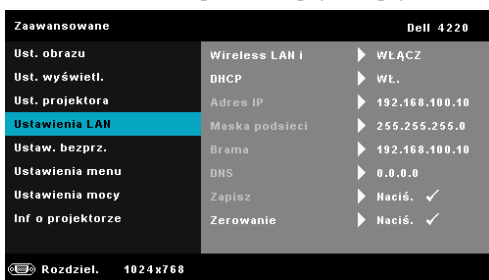 Zaawansowane Dell 4220
Ust. obrazu
Ust. wyświetl.
Ust. projektora
Ustawienia LAN
Ustaw. bezprz.
Ustawienia menu
Ustawienia mocy
Inf o projektorze
Wireless LAN i WŁĄCZ
DHCP WŁ.
Adres IP 192.168.100.10
Maska podsieci 255.255.255.0
Brama 192.168.100.10
DNS 0.0.0.0
Zapisz Naciś. ✓
Zerowanie Naciś. ✓
Rozdziel. 1024x768